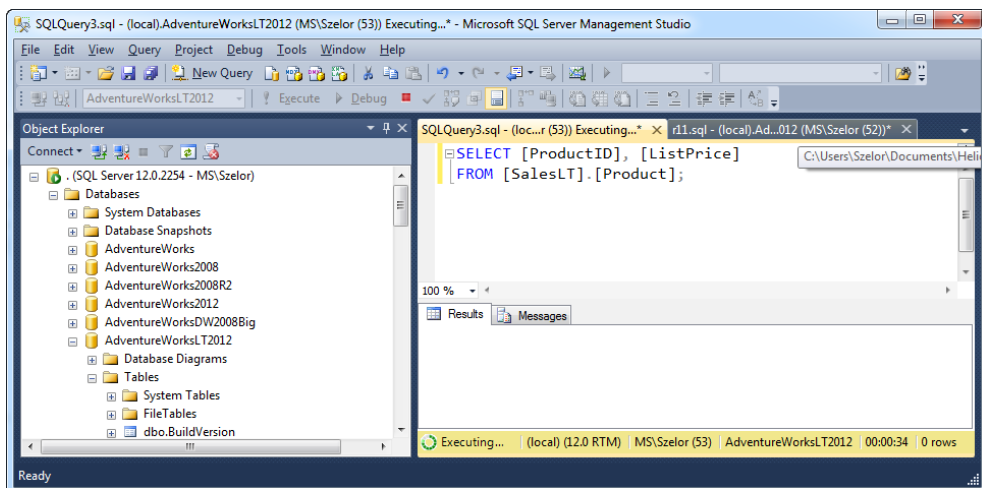 SQLQuery3.sql - (local).AdventureWorksLT2012 (MS\Szelor (53)) Executing...* - Microsoft SQL Server Management Studio
File Edit View Query Project Debug Tools Window Help
New Query
AdventureWorksLT2012 Execute Debug
Object Explorer
Connect
. (SQL Server 12.0.2254 - MS\Szelor)
Databases
System Databases
Database Snapshots
AdventureWorks
AdventureWorks2008
AdventureWorks2008R2
AdventureWorks2012
AdventureWorksDW2008Big
AdventureWorksLT2012
Database Diagrams
Tables
System Tables
FileTables
dbo.BuildVersion
SQLQuery3.sql - (loc...r (53)) Executing...* r11.sql - (local).Ad...012 (MS\Szelor (52))*
C:\Users\Szelor\Documents\Heli
SELECT [ProductID], [ListPrice]
FROM [SalesLT].[Product];
100 %
Results Messages
Executing... (local) (12.0 RTM) MS\Szelor (53) AdventureWorksLT2012 00:00:34 0 rows
Ready